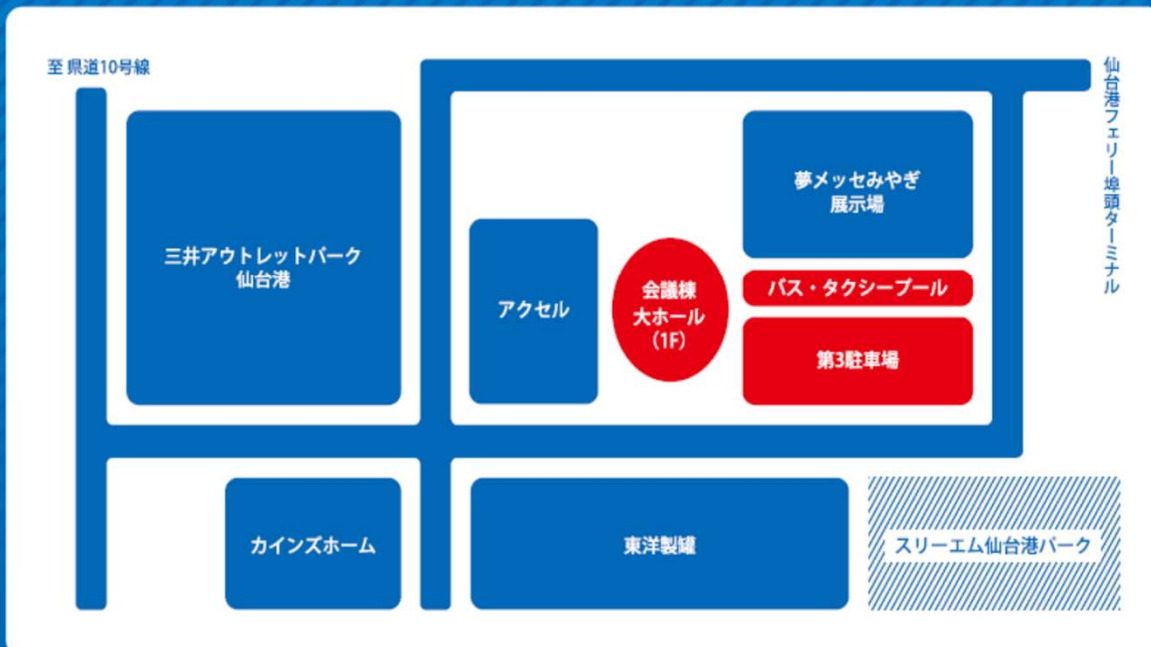 至 県道10号線
仙台港フェリー埠頭ターミナル
三井アウトレットパーク
仙台港
アクセル
会議棟
大ホール
(1F)
夢メッセみやぎ
展示場
バス・タクシープール
第3駐車場
カインズホーム
東洋製罐
スリーエム仙台港パーク